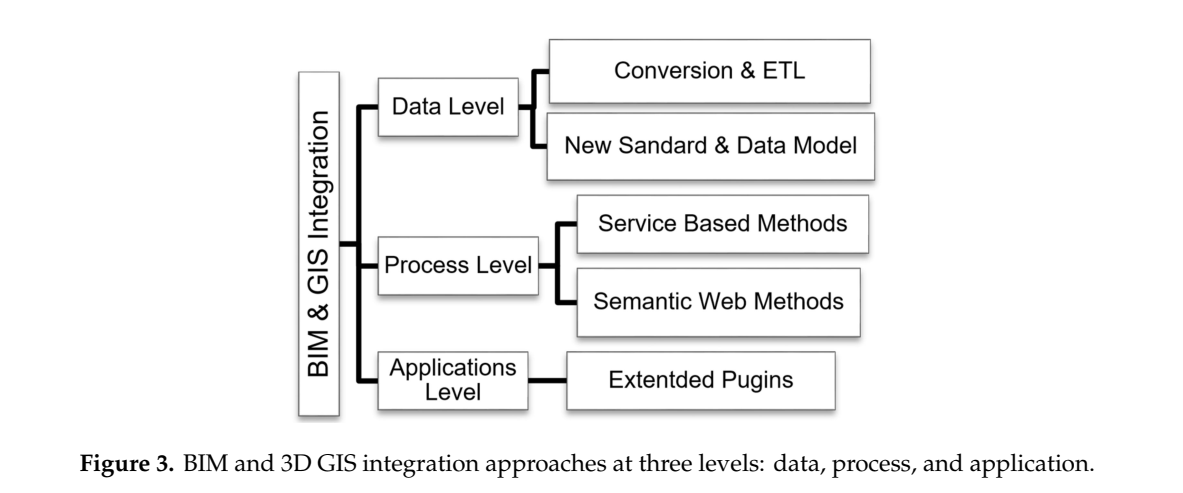 BIM & GIS Integration
Data Level
Conversion & ETL
New Sandard & Data Model
Process Level
Service Based Methods
Semantic Web Methods
Applications
Level
Extentded Pugins
Figure 3. BIM and 3D GIS integration approaches at three levels: data, process, and application.